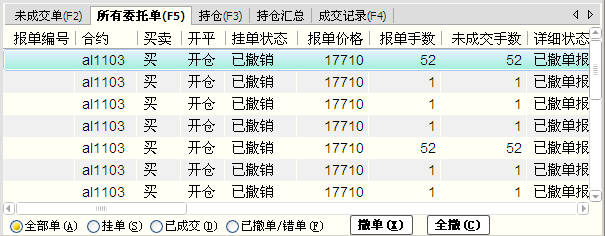 未成交单(F2) 所有委托单(F5) 持仓(F3) 持仓汇总 成交记录(F4)
报单编号 合约 买卖 开平 挂单状态 报单价格 报单手数 未成交手数 详细状态
al1103 买 开仓 已撤销 17710 52 52 已撤单报
al1103 买 开仓 已撤销 17710 1 1 已撤单报
al1103 买 开仓 已撤销 17710 1 1 已撤单报
al1103 买 开仓 已撤销 17710 1 1 已撤单报
al1103 买 开仓 已撤销 17710 52 52 已撤单报
al1103 买 开仓 已撤销 17710 1 1 已撤单报
al1103 买 开仓 已撤销 17710 1 1 已撤单报
全部单(A) 挂单(S) 已成交(D) 已撤单/错单(F) 撤单(X) 全撤(C)